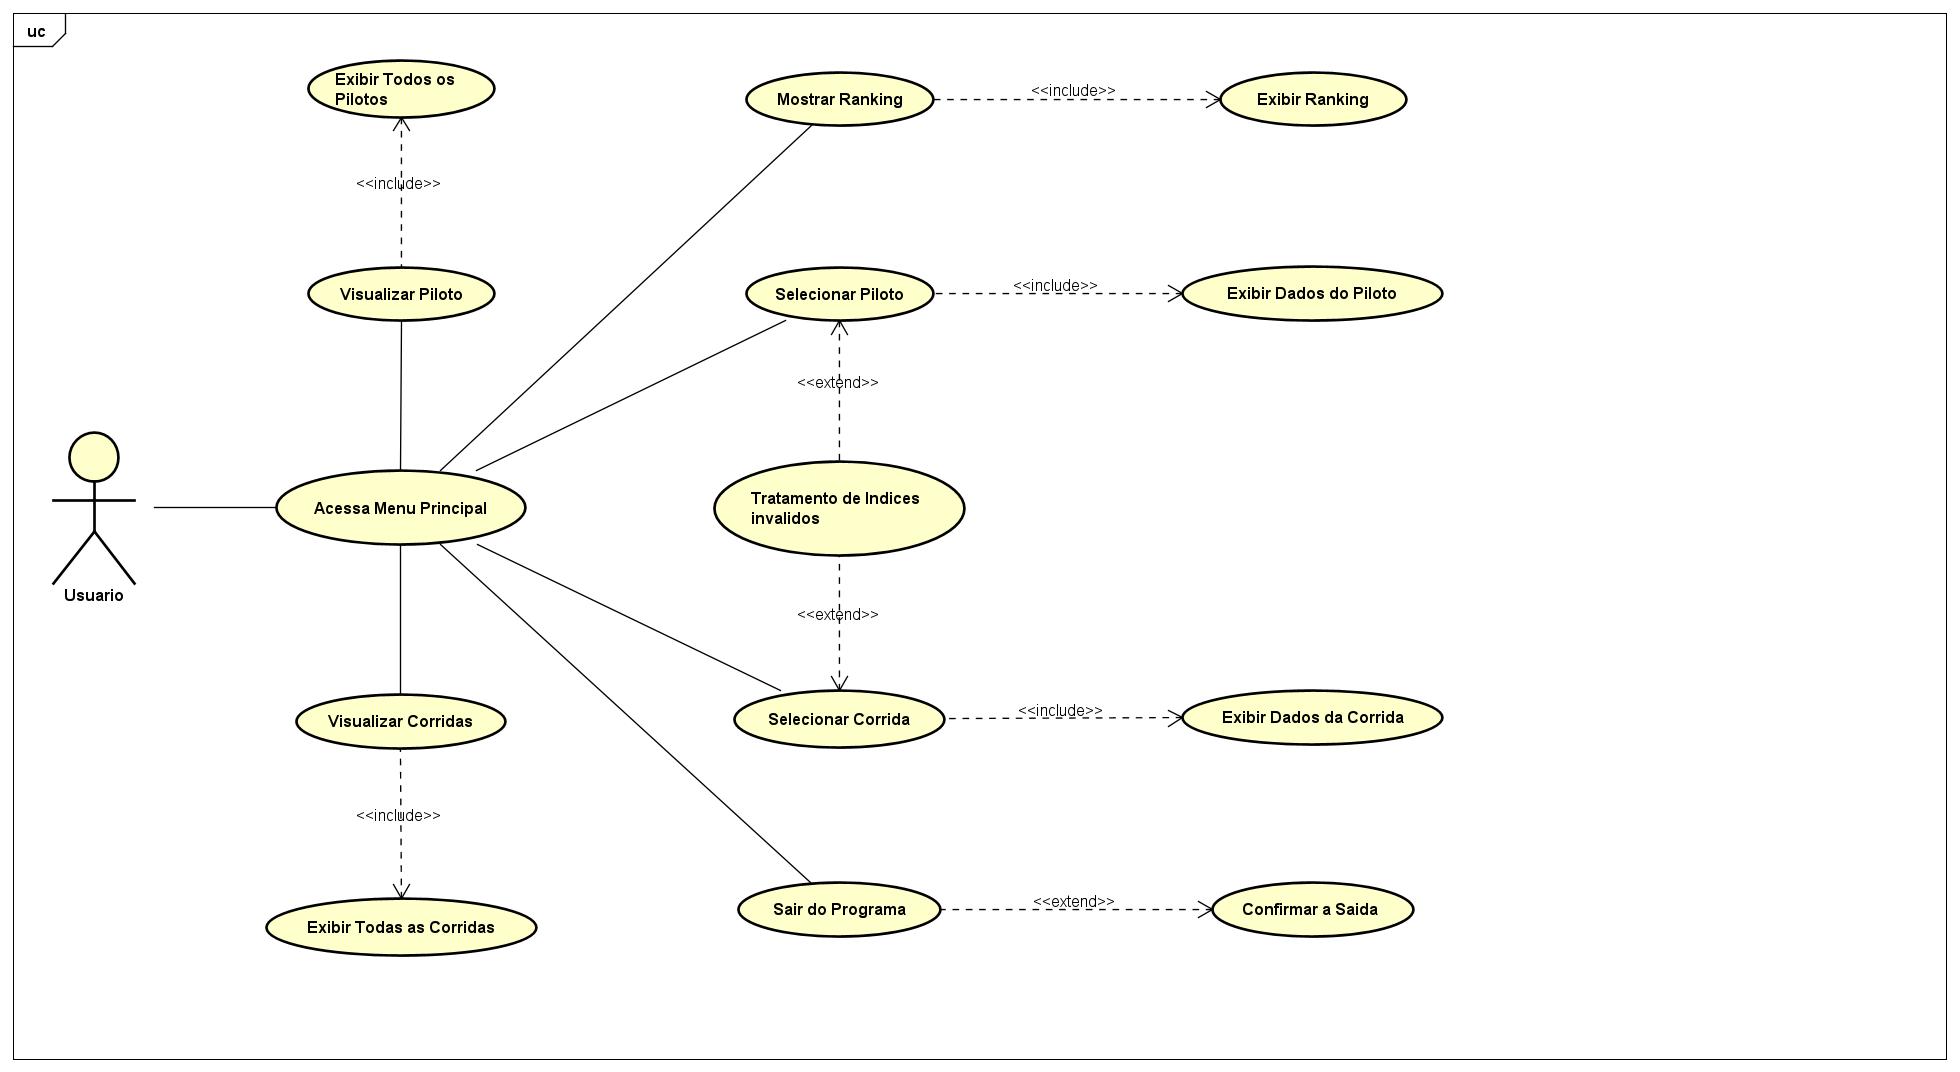 uc
Exibir Todos os
Pilotos
Mostrar Ranking
<<include>>
Exibir Ranking
<<include>>
Visualizar Piloto
Selecionar Piloto
<<include>>
Exibir Dados do Piloto
<<extend>>
Usuario
Acessa Menu Principal
Tratamento de Indices
invalidos
<<extend>>
Visualizar Corridas
Selecionar Corrida
<<include>>
Exibir Dados da Corrida
<<include>>
Exibir Todas as Corridas
Sair do Programa
<<extend>>
Confirmar a Saida